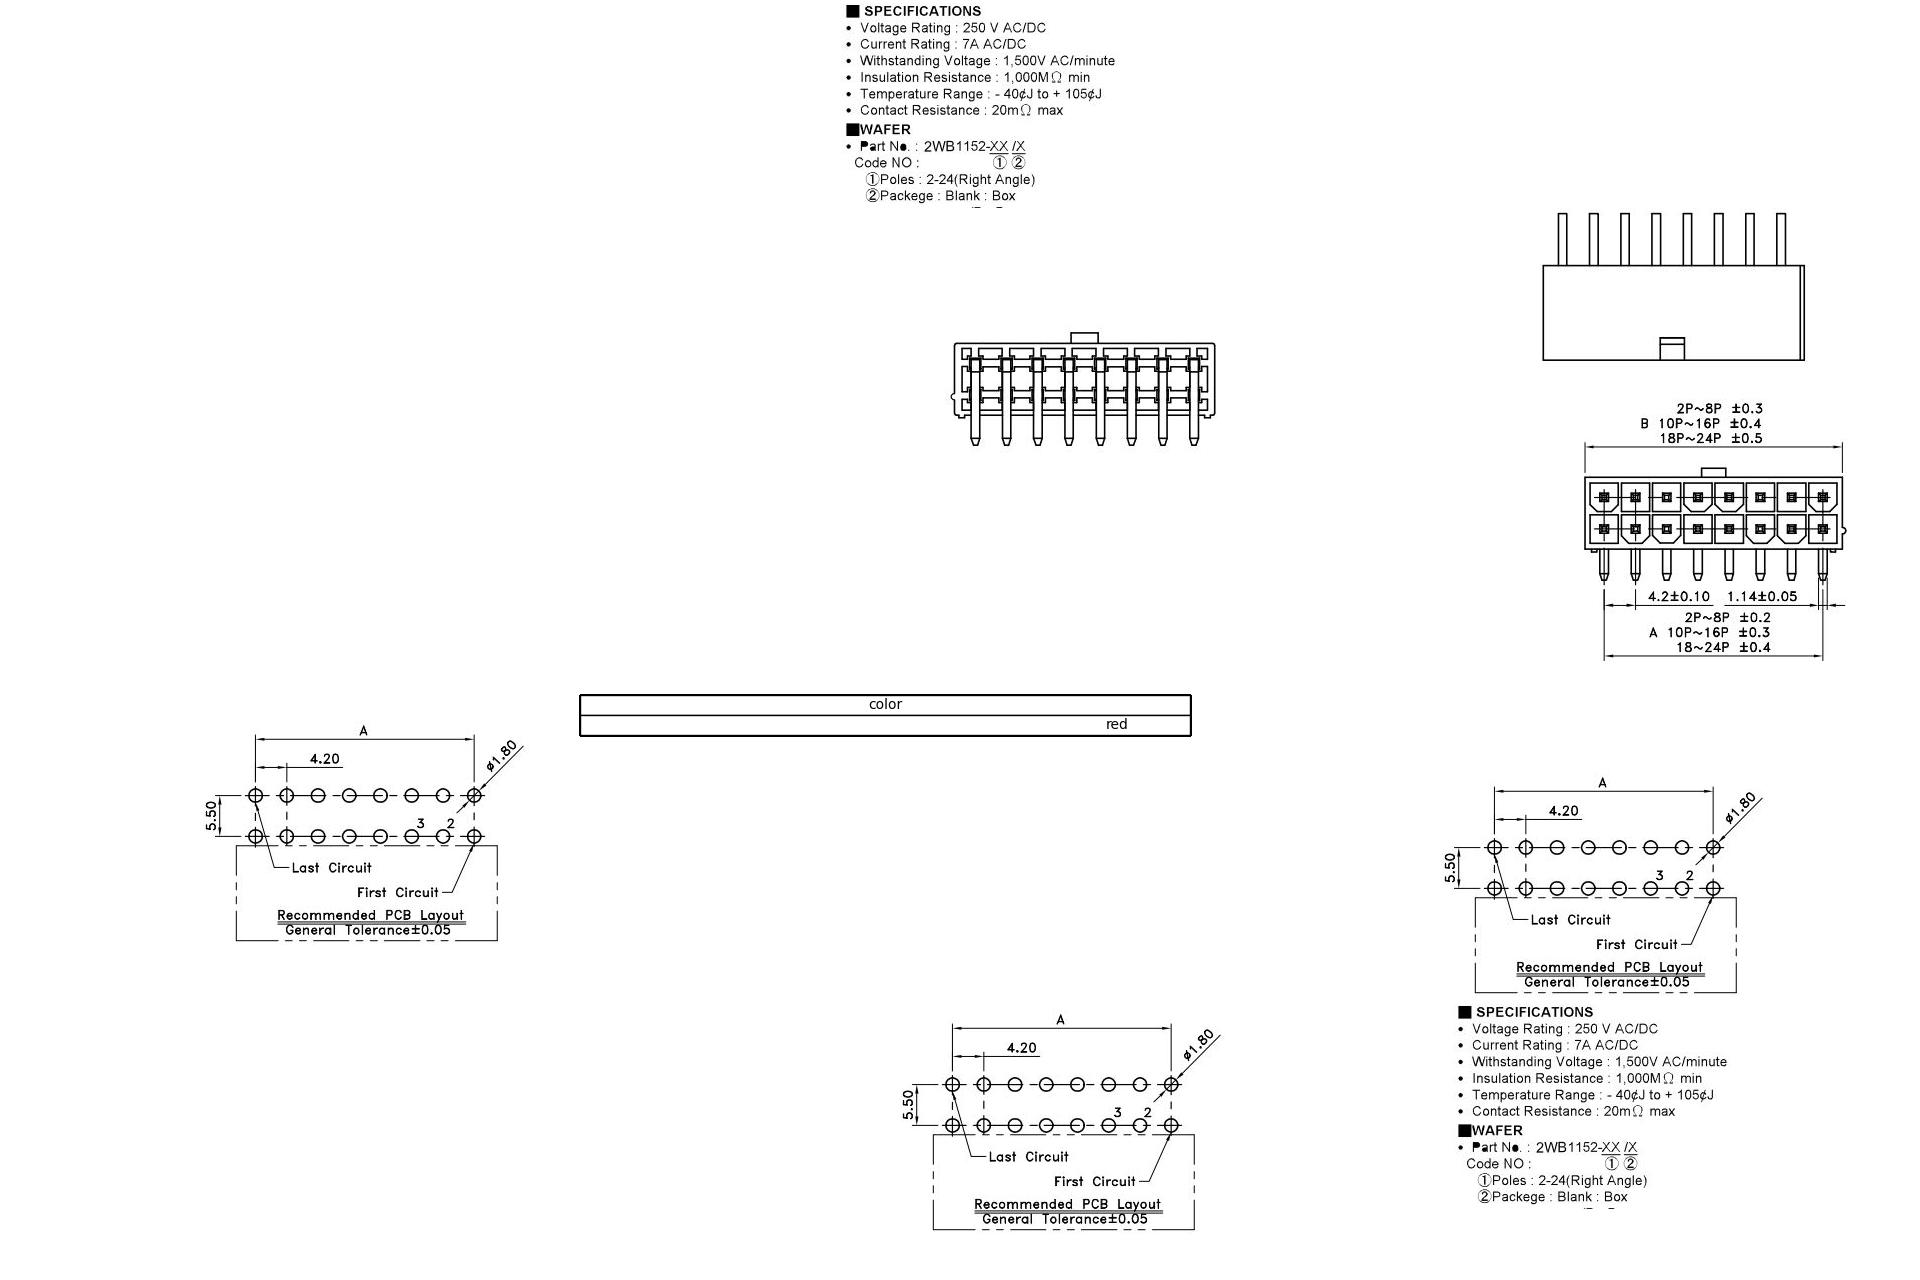 ■ SPECIFICATIONS
• Voltage Rating : 250 V AC/DC
• Current Rating : 7A AC/DC
• Withstanding Voltage : 1,500V AC/minute
• Insulation Resistance : 1,000MΩ min
• Temperature Range : - 40¢J to + 105¢J
• Contact Resistance : 20mΩ max
■WAFER
• Part No. : 2WB1152-XX /X
Code NO : ① ②
①Poles : 2-24(Right Angle)
②Packege : Blank : Box
2P~8P ±0.3
B 10P~16P ±0.4
18P~24P ±0.5
4.2±0.10 1.14±0.05
2P~8P ±0.2
A 10P~16P ±0.3
18~24P ±0.4
color
red
A
4.20
ø1.80
5.50
3 2
Last Circuit
First Circuit
Recommended PCB Layout
General Tolerance±0.05
A
4.20
ø1.80
5.50
3 2
Last Circuit
First Circuit
Recommended PCB Layout
General Tolerance±0.05
A
4.20
ø1.80
5.50
3 2
Last Circuit
First Circuit
Recommended PCB Layout
General Tolerance±0.05
■ SPECIFICATIONS
• Voltage Rating : 250 V AC/DC
• Current Rating : 7A AC/DC
• Withstanding Voltage : 1,500V AC/minute
• Insulation Resistance : 1,000MΩ min
• Temperature Range : - 40¢J to + 105¢J
• Contact Resistance : 20mΩ max
■WAFER
• Part No. : 2WB1152-XX /X
Code NO : ① ②
①Poles : 2-24(Right Angle)
②Packege : Blank : Box